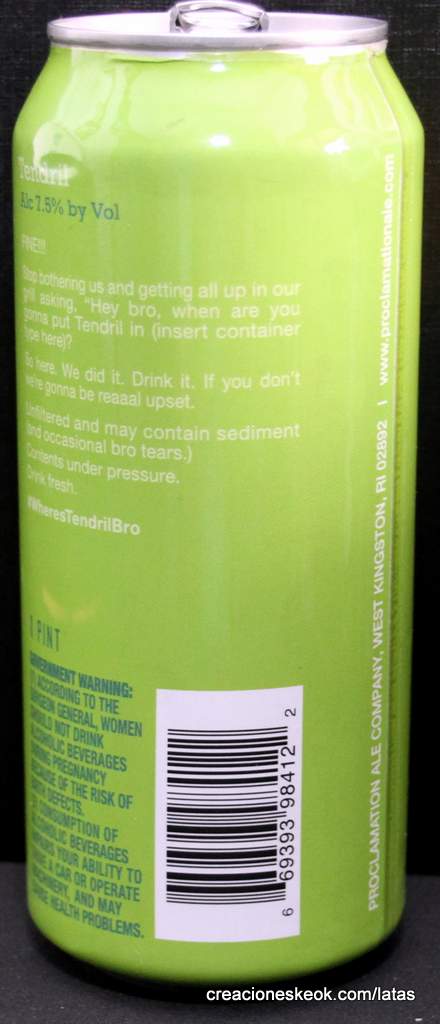 Tendril
Alc 7.5% by Vol
FINE!!!
Stop bothering us and getting all up in our
grill asking, "Hey bro, when are you
gonna put Tendril in (insert container
type here)?
So here. We did it. Drink it. If you don't
we're gonna be reaaal upset.
Unfiltered and may contain sediment
(and occasional bro tears.)
Contents under pressure.
Drink fresh.
#WheresTendrilBro
1 PINT
GOVERNMENT WARNING:
(1) ACCORDING TO THE
SURGEON GENERAL, WOMEN
SHOULD NOT DRINK
ALCOHOLIC BEVERAGES
DURING PREGNANCY
BECAUSE OF THE RISK OF
BIRTH DEFECTS.
(2) CONSUMPTION OF
ALCOHOLIC BEVERAGES
IMPAIRS YOUR ABILITY TO
DRIVE A CAR OR OPERATE
MACHINERY, AND MAY
CAUSE HEALTH PROBLEMS.
6 69393 98412 2
PROCLAMATION ALE COMPANY, WEST KINGSTON, RI 02892 | www.proclamationale.com
creacioneskeok.com/latas